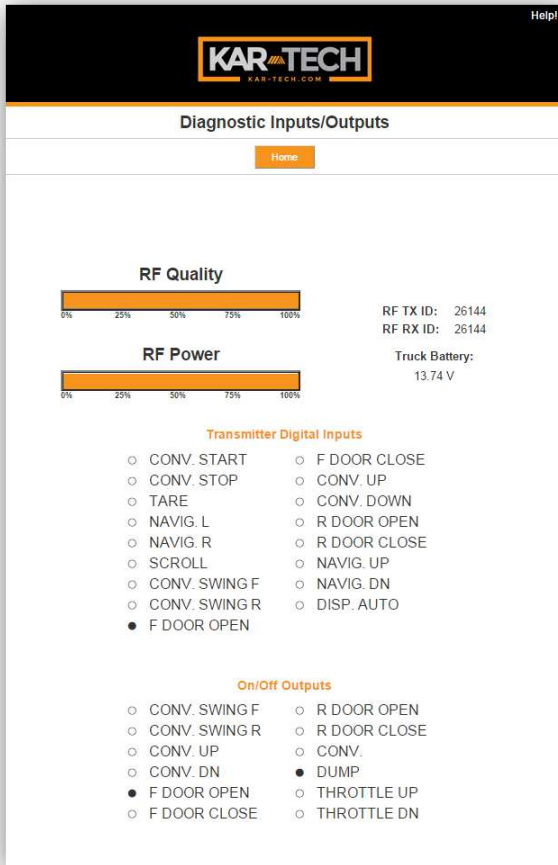 Help!
KAR-TECH
KAR-TECH.COM
Diagnostic Inputs/Outputs
Home
RF Quality
0% 25% 50% 75% 100%
RF TX ID: 26144
RF RX ID: 26144
RF Power
0% 25% 50% 75% 100%
Truck Battery:
13.74 V
Transmitter Digital Inputs
CONV. START
CONV. STOP
TARE
NAVIG. L
NAVIG. R
SCROLL
CONV. SWING F
CONV. SWING R
F DOOR OPEN
F DOOR CLOSE
CONV. UP
CONV. DOWN
R DOOR OPEN
R DOOR CLOSE
NAVIG. UP
NAVIG. DN
DISP. AUTO
On/Off Outputs
CONV. SWING F
CONV. SWING R
CONV. UP
CONV. DN
F DOOR OPEN
F DOOR CLOSE
R DOOR OPEN
R DOOR CLOSE
CONV.
DUMP
THROTTLE UP
THROTTLE DN